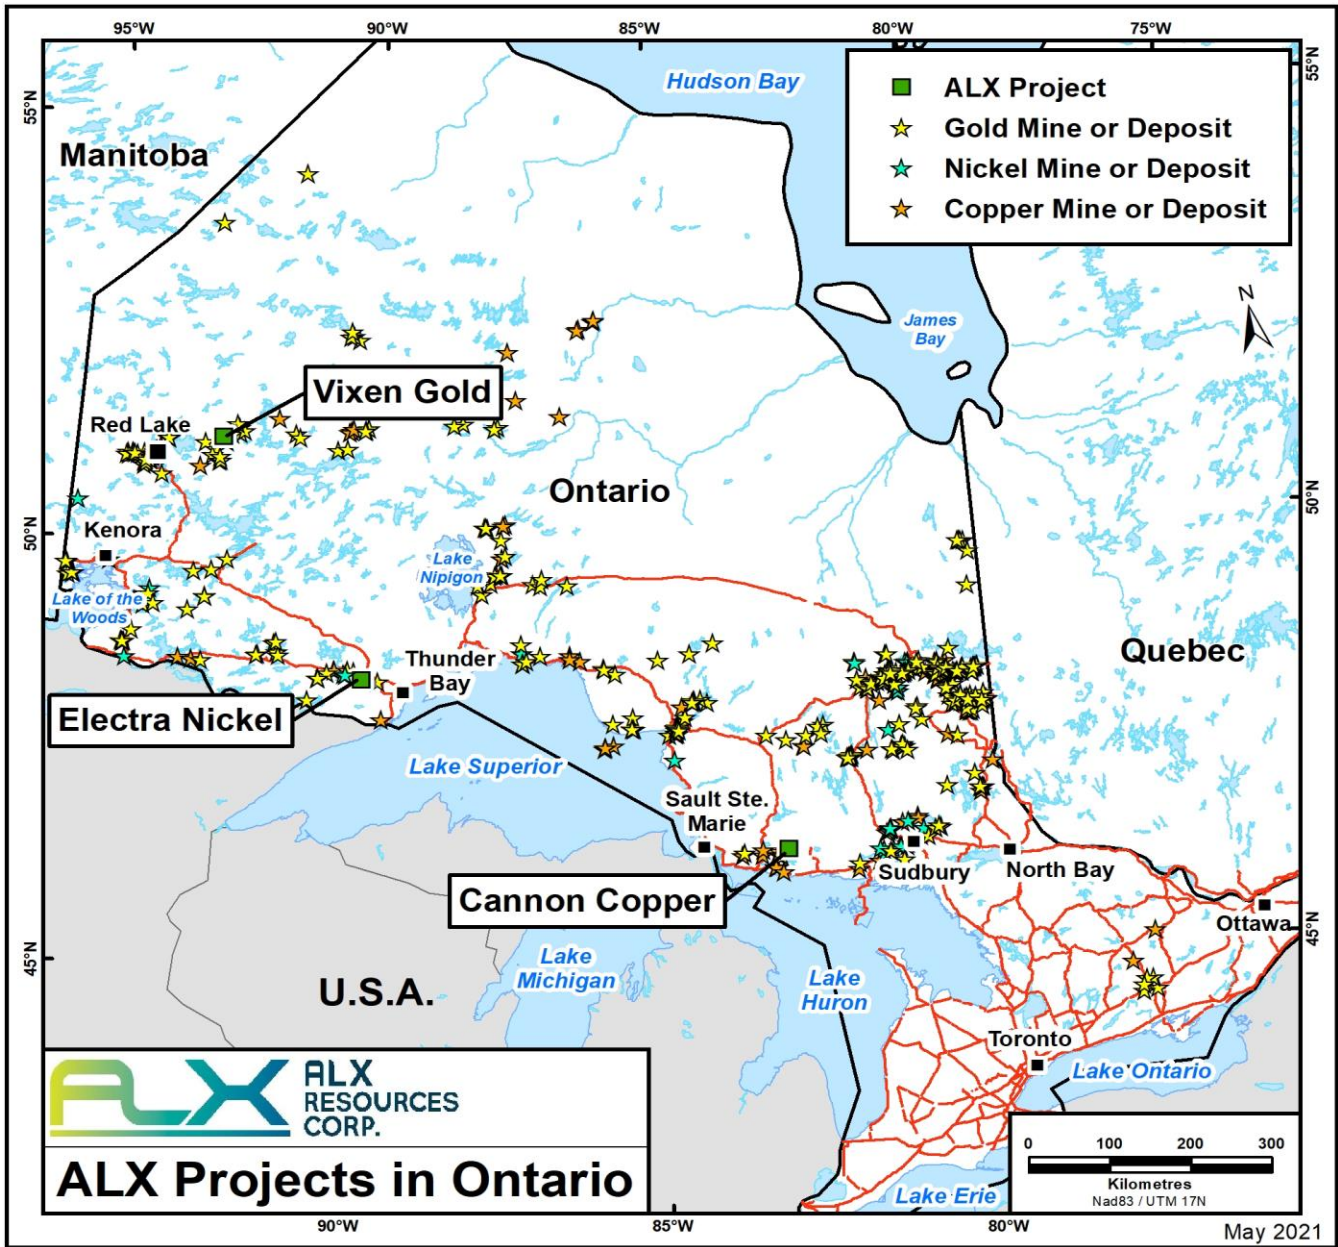 95°W
90°W
85°W
80°W
75°W
55°N
55°N
Hudson Bay
ALX Project
Gold Mine or Deposit
Nickel Mine or Deposit
Copper Mine or Deposit
Manitoba
N
James
Bay
Vixen Gold
Red Lake
Ontario
50°N
50°N
Kenora
Lake
Nipigon
Lake of the
Woods
Quebec
Thunder
Bay
Electra Nickel
Lake Superior
Sault Ste.
Marie
Sudbury
North Bay
Cannon Copper
Ottawa
45°N
45°N
Lake
Michigan
Lake
Huron
U.S.A.
Toronto
Lake Ontario
ALX
ALX
RESOURCES
CORP.
ALX Projects in Ontario
0 100 200 300
Kilometres
Nad83 / UTM 17N
Lake Erie
90°W
85°W
80°W
May 2021